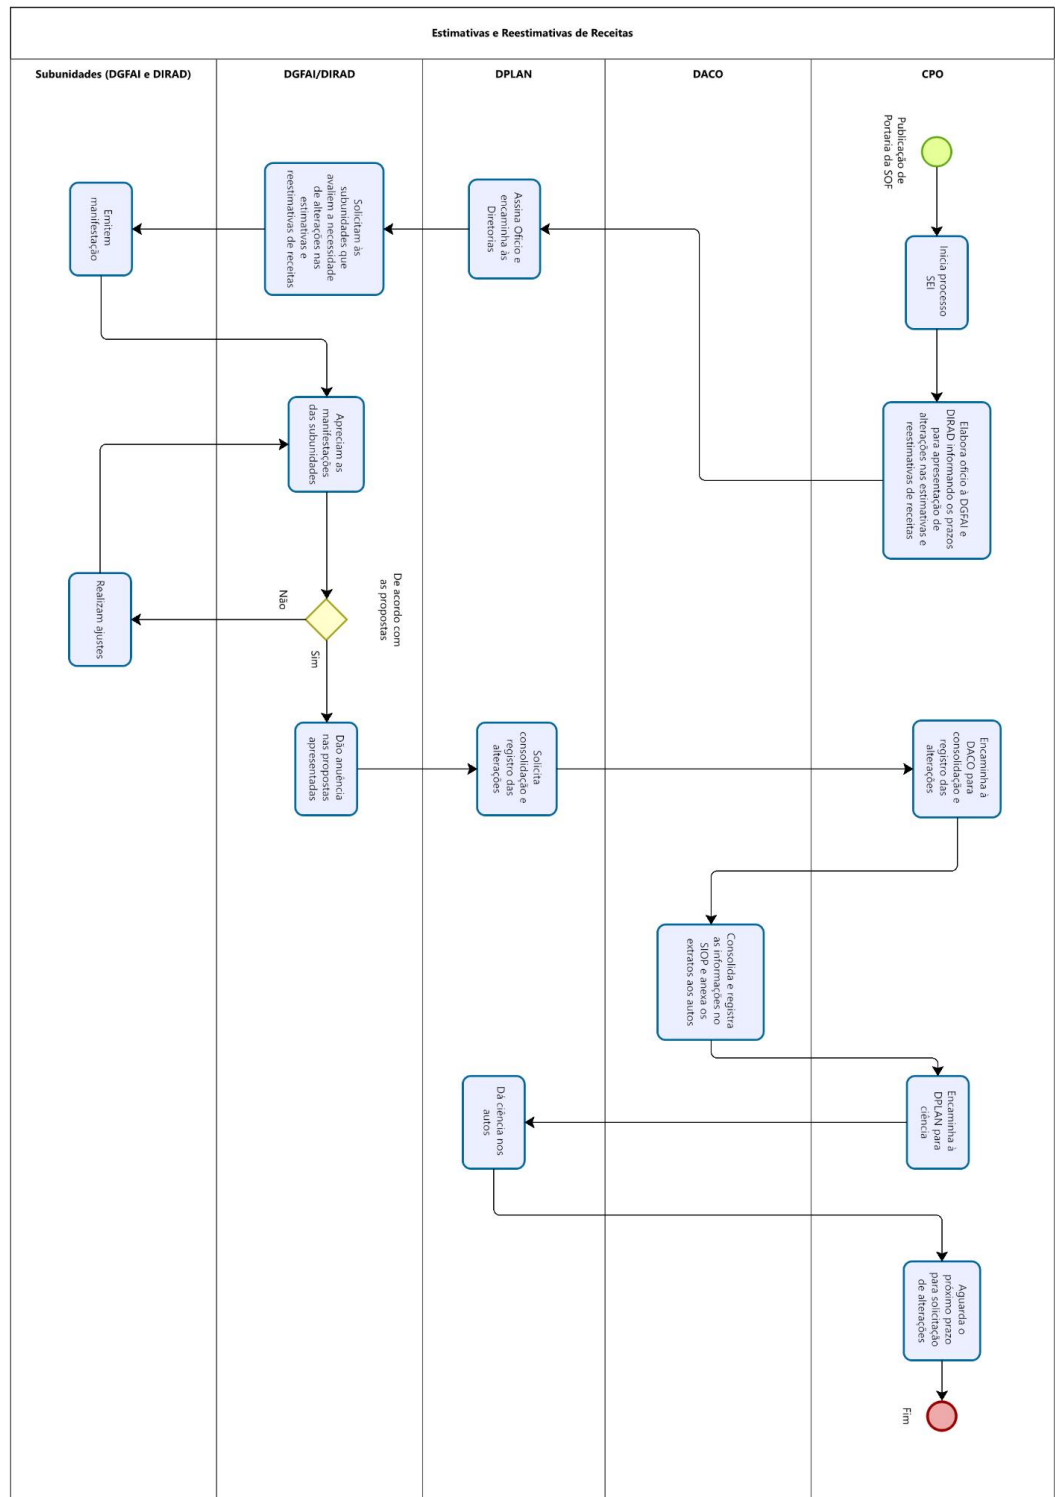 Estimativas e Reestimativas de Receitas
Subunidades (DGFAI e DIRAD)
DGFAI/DIRAD
DPLAN
DACO
CPO
Publicação de
Portaria da SOF
Inicia processo
SEI
Elabora ofício à DGFAI e
DIRAD informando os prazos
para apresentação de
alterações nas estimativas e
reestimativas de receitas
Assina Ofício e
encaminha às
Diretorias
Solicitam às
subunidades que
avaliem a necessidade
de alterações nas
estimativas e
reestimativas de receitas
Emitem
manifestação
Apreciam as
manifestações
das subunidades
De acordo com
as propostas
Não
Sim
Realizam ajustes
Dão anuência
nas propostas
apresentadas
Solicita
consolidação e
registro das
alterações
Encaminha à
DACO para
consolidação e
registro das
alterações
Consolida e registra
as informações no
SIOP e anexa os
extratos aos autos
Encaminha à
DPLAN para
ciência
Dá ciência nos
autos
Aguarda o
próximo prazo
para solicitação
de alterações
Fim